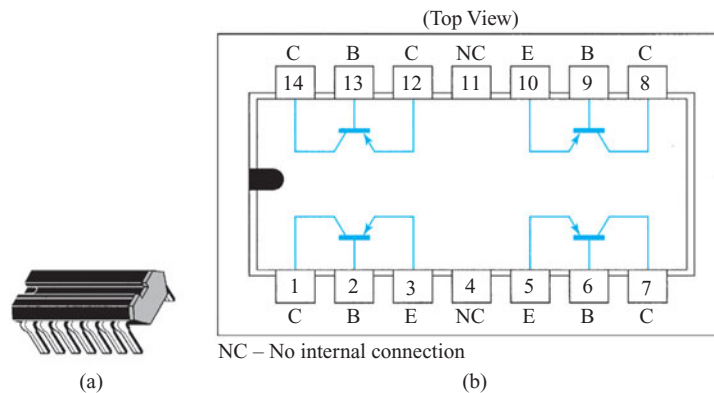 (Top View)
C B C NC E B C
14 13 12 11 10 9 8
1 2 3 4 5 6 7
C B E NC E B C
NC – No internal connection
(a) (b)